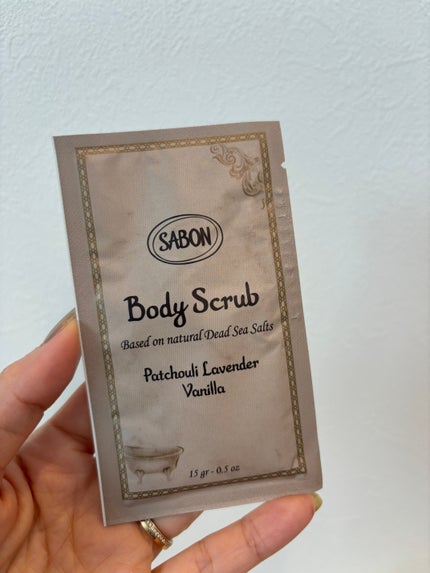 SABON
Body Scrub
Based on natural Dead Sea Salts
Patchouli Lavender
Vanilla
15 gr - 0.5 oz